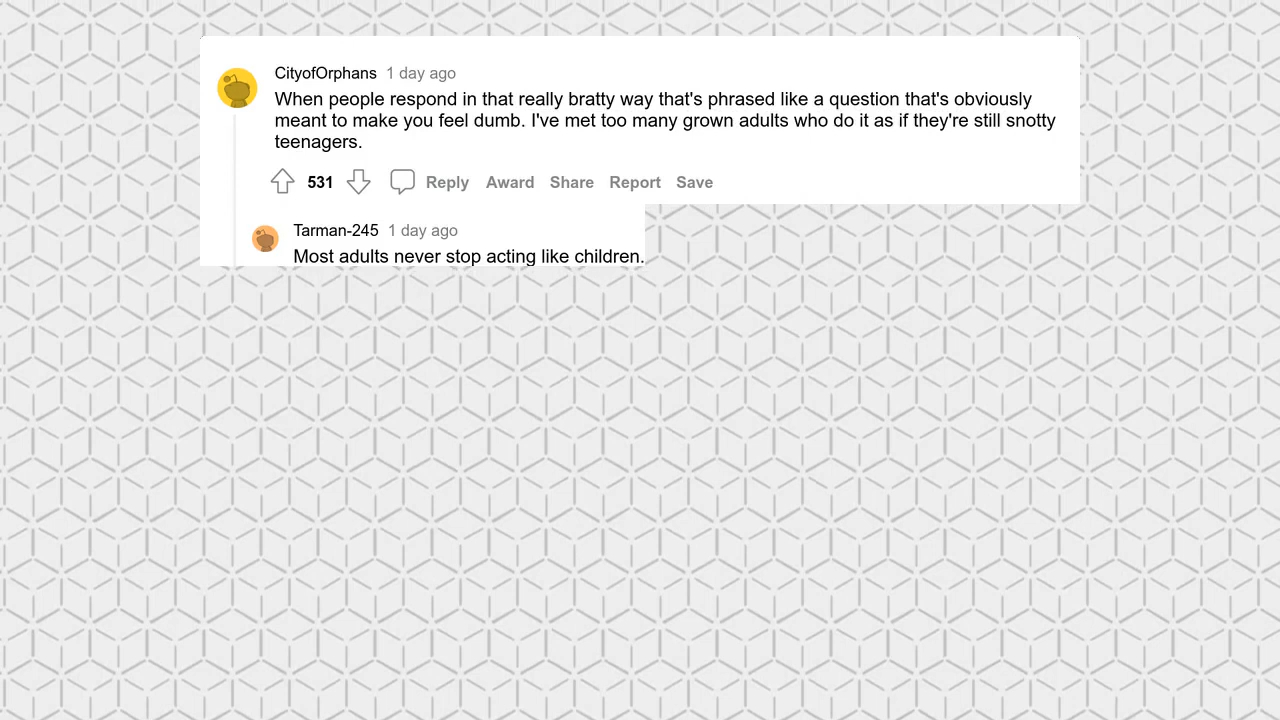 CityofOrphans 1 day ago
When people respond in that really bratty way that's phrased like a question that's obviously
meant to make you feel dumb. I've met too many grown adults who do it as if they're still snotty
teenagers.
531 Reply Award Share Report Save
Tarman-245 1 day ago
Most adults never stop acting like children.